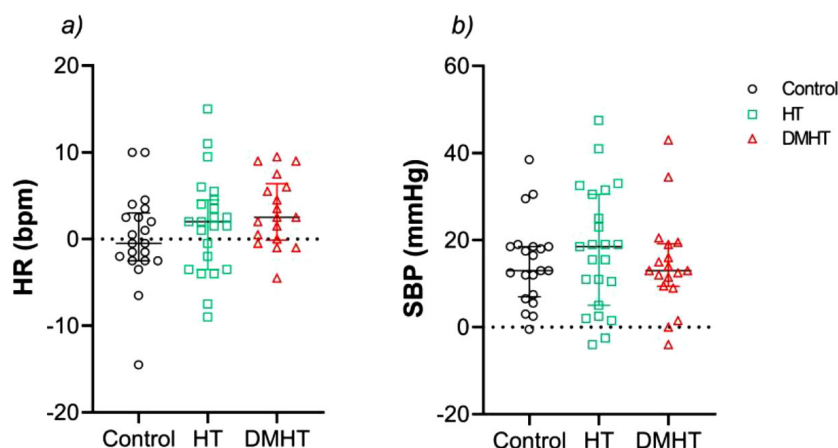 a)
HR (bpm)
20
10
0
-10
-20
Control HT DMHT
b)
SBP (mmHg)
60
40
20
0
-20
Control HT DMHT
Control
HT
DMHT